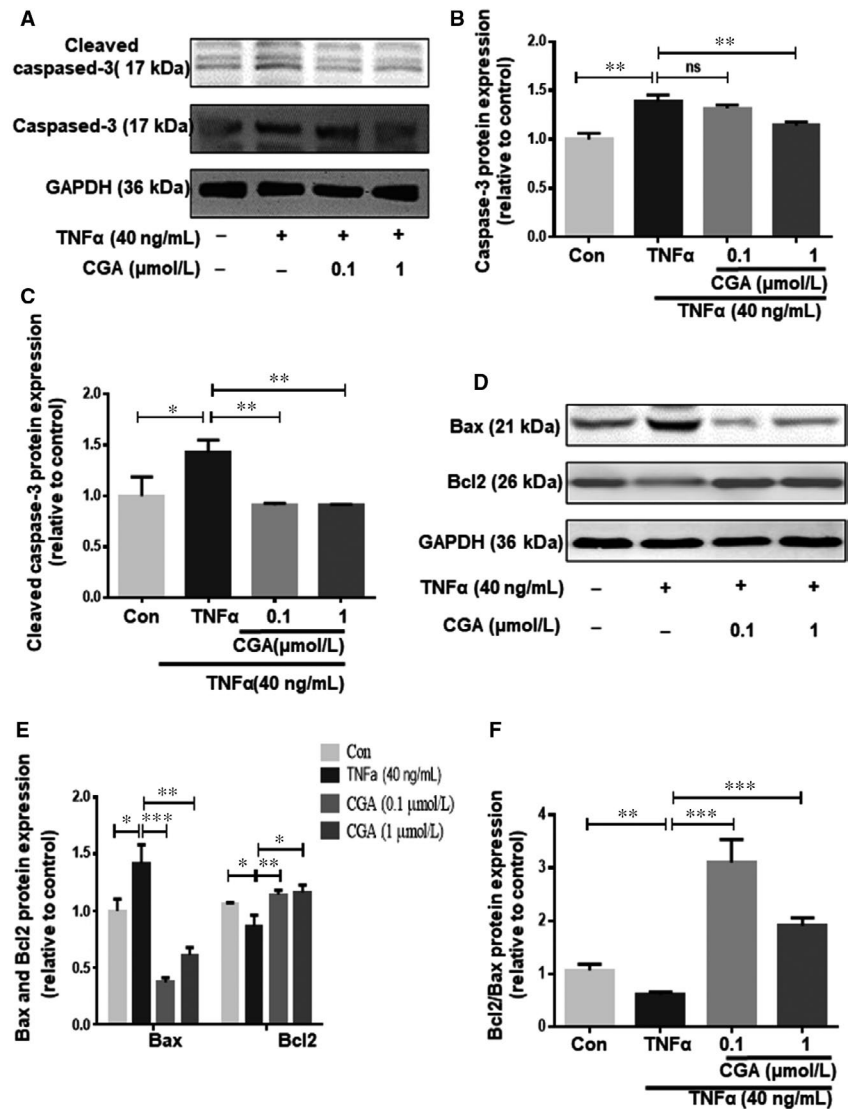 A
Cleaved
caspased-3( 17 kDa)
Caspased-3 (17 kDa)
GAPDH (36 kDa)
TNFα (40 ng/mL) – + + +
CGA (μmol/L) – – 0.1 1
B
Caspase-3 protein expression
(relative to control)
2.0
1.5
1.0
0.5
0.0
**
** ns
Con TNFα 0.1 1
CGA (μmol/L)
TNFα (40 ng/mL)
C
Cleaved caspase-3 protein expression
(relative to control)
2.0
1.5
1.0
0.5
0.0
**
* **
Con TNFα 0.1 1
CGA(μmol/L)
TNFα(40 ng/mL)
D
Bax (21 kDa)
Bcl2 (26 kDa)
GAPDH (36 kDa)
TNFα (40 ng/mL) – + + +
CGA (μmol/L) – – 0.1 1
E
Bax and Bcl2 protein expression
(relative to control)
2.0
1.5
1.0
0.5
0.0
Con
TNFa (40 ng/mL)
CGA (0.1 μmol/L)
CGA (1 μmol/L)
**
* ***
*
* **
Bax Bcl2
F
Bcl2/Bax protein expression
(relative to control)
4
3
2
1
0
***
** ***
Con TNFα 0.1 1
CGA (μmol/L)
TNFα (40 ng/mL)